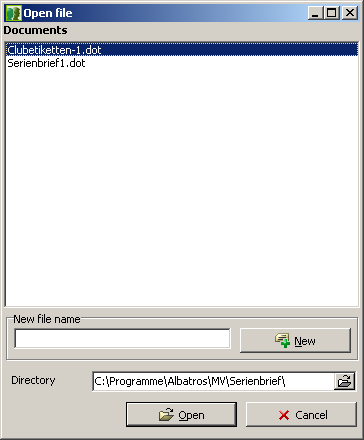 Open file
Documents
Clubetiketten-1.dot
Serienbrief1.dot
New file name
New
Directory
C:\Programme\Albatros\MV\Serienbrief\
Open
Cancel